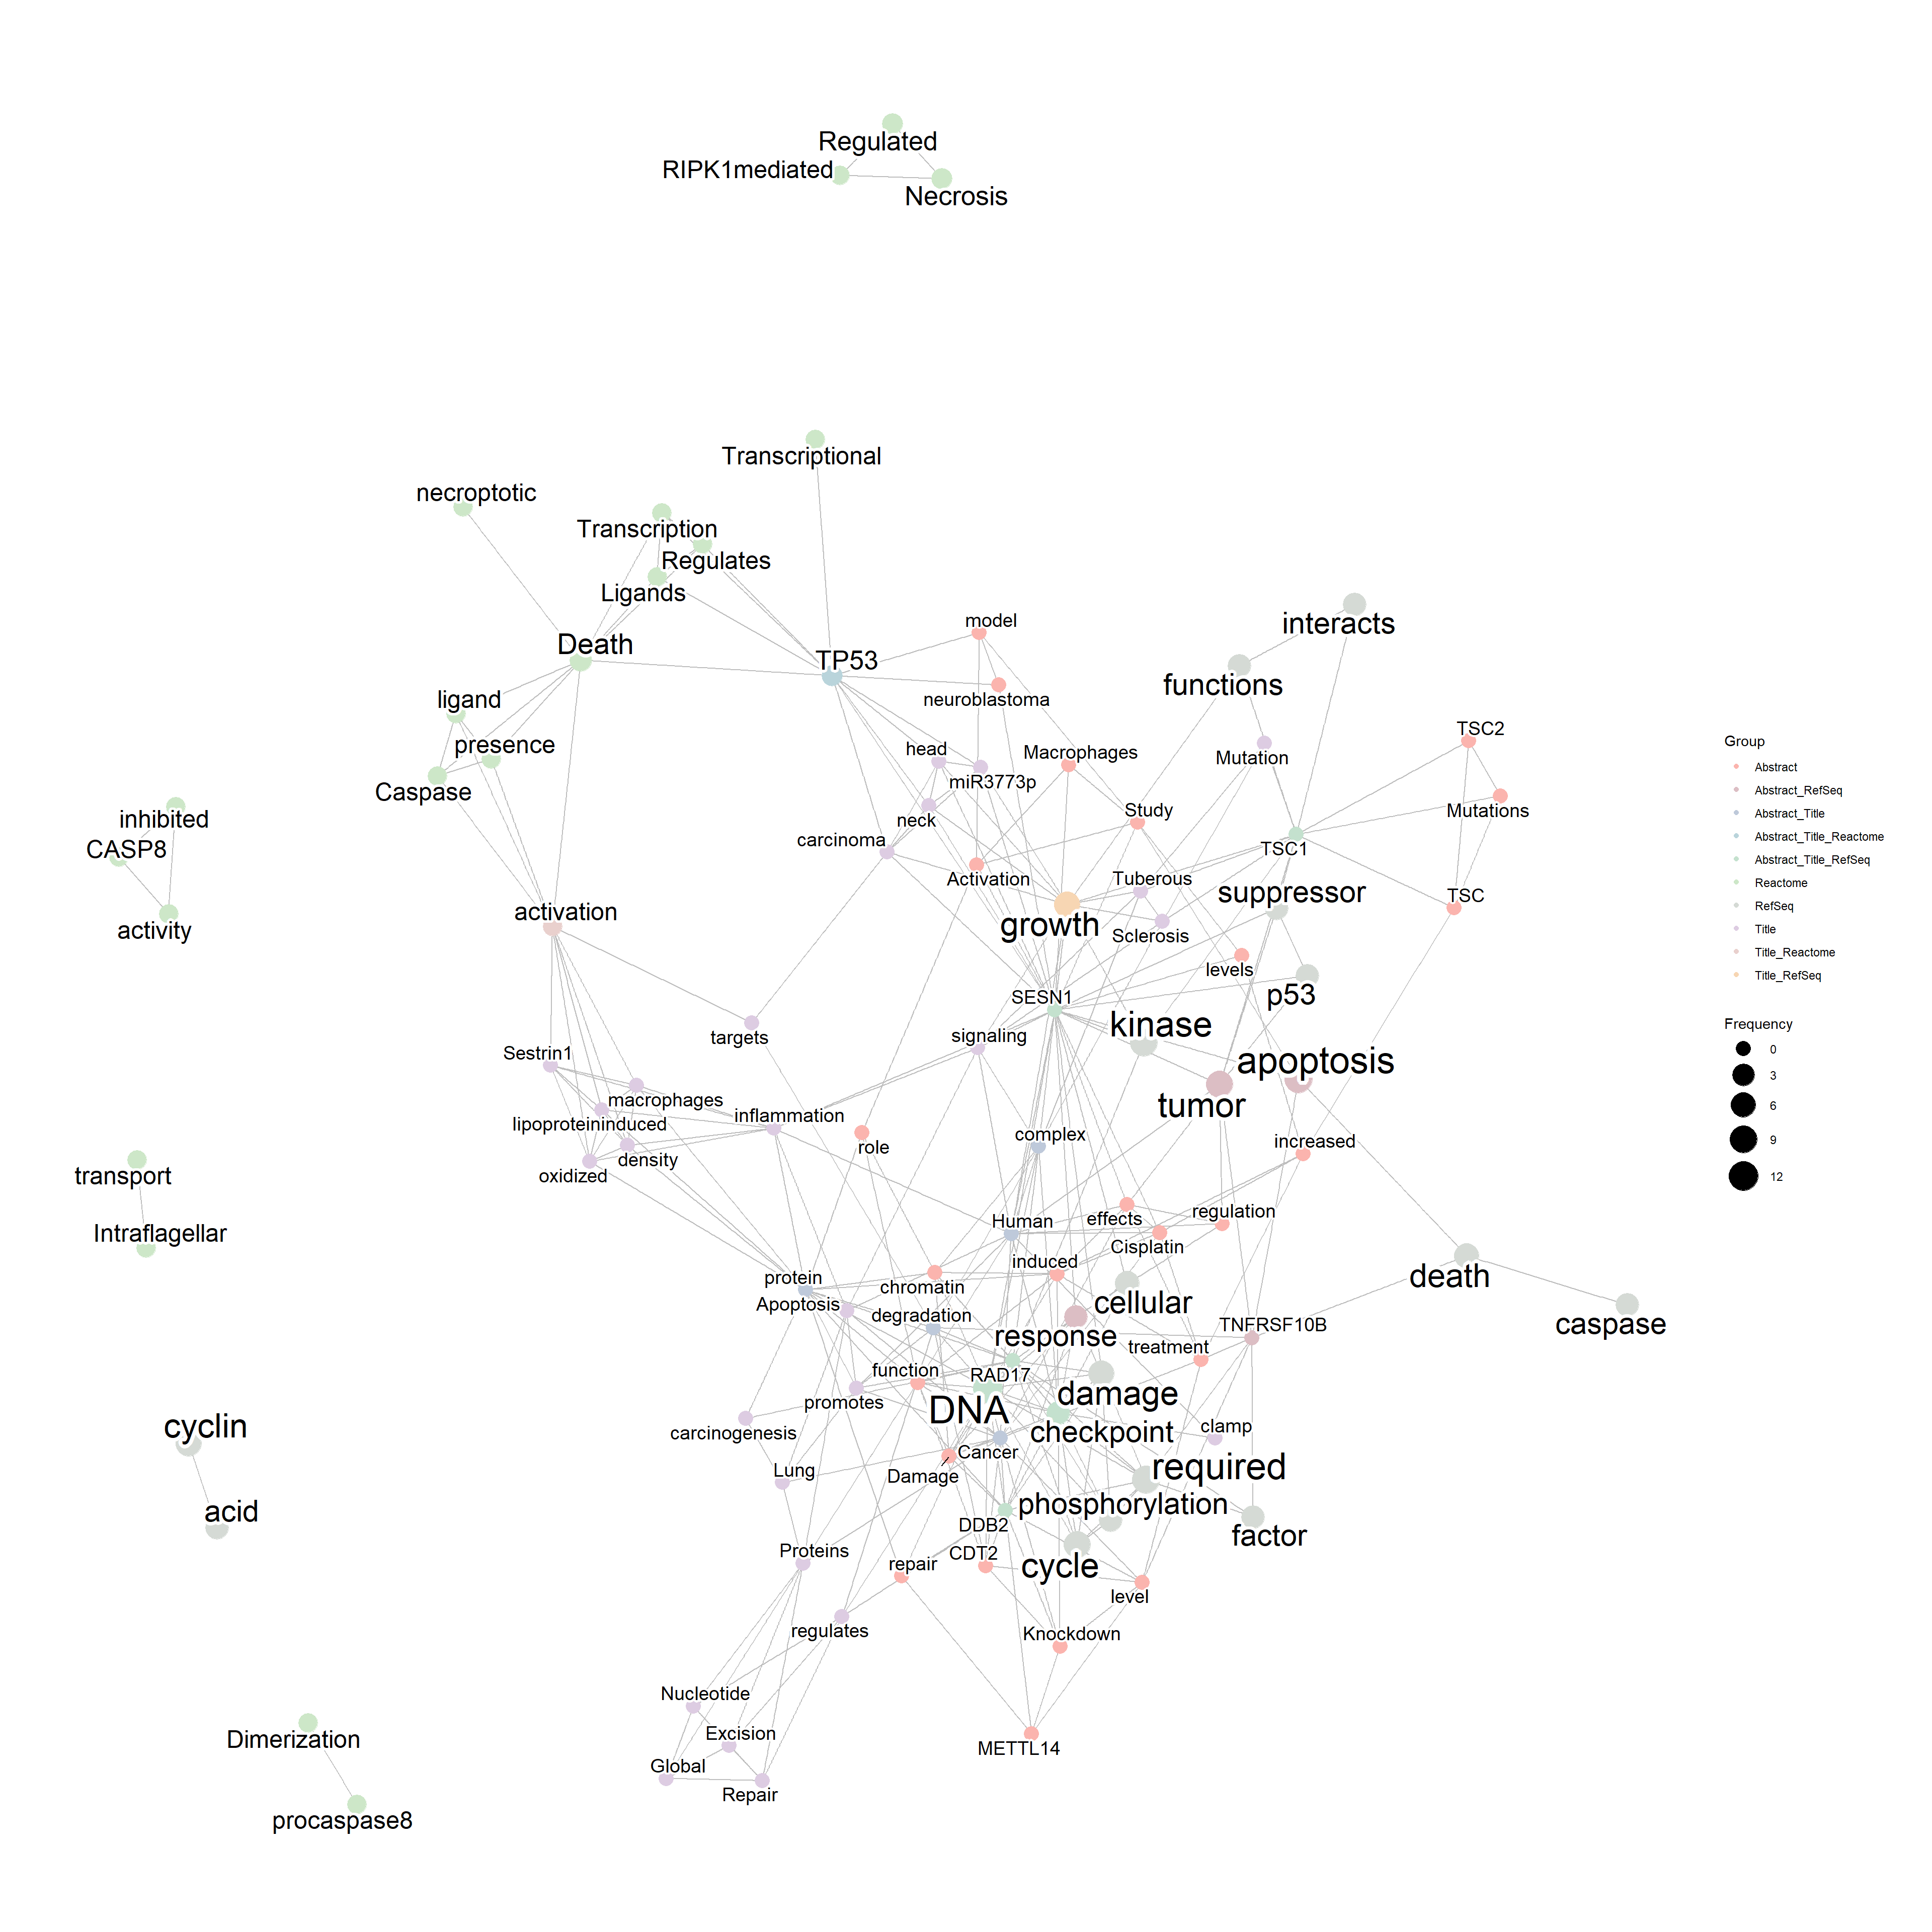 Regulated
RIPK1mediated
Necrosis
Transcriptional
necroptotic
Transcription
Regulates
Ligands
Death
TP53
model
interacts
functions
neuroblastoma
ligand
presence
Caspase
head
miR3773p
Macrophages
Mutation
TSC2
Mutations
inhibited
CASP8
activity
carcinoma
neck
Study
TSC1
Activation
Tuberous
suppressor
TSC
activation
growth
Sclerosis
levels
SESN1
p53
targets
signaling
kinase
Sestrin1
apoptosis
macrophages
tumor
lipoproteininduced
inflammation
complex
increased
role
density
oxidized
transport
Intraflagellar
Human
effects
regulation
Cisplatin
induced
protein
chromatin
Apoptosis
degradation
cellular
death
response
TNFRSF10B
caspase
treatment
function
RAD17
promotes
DNA
damage
carcinogenesis
checkpoint
clamp
cyclin
Cancer
Lung
Damage
required
acid
phosphorylation
DDB2
factor
Proteins
repair
CDT2
cycle
level
regulates
Knockdown
Nucleotide
Excision
Dimerization
METTL14
Global
Repair
procaspase8
Group
Abstract
Abstract_RefSeq
Abstract_Title
Abstract_Title_Reactome
Abstract_Title_RefSeq
Reactome
RefSeq
Title
Title_Reactome
Title_RefSeq
Frequency
0
3
6
9
12